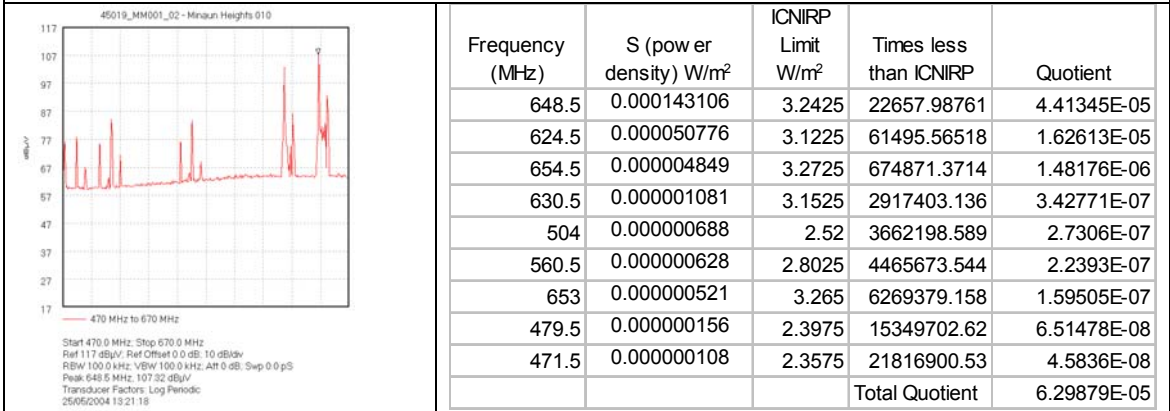 45019_MM001_02 - Minaun Heights 010
117
107
97
87
77
67
57
47
37
27
17
dBµV
470 MHz to 670 MHz
Start 470.0 MHz; Stop 670.0 MHz
Ref 117 dBµV; Ref Offset 0.0 dB; 10 dB/div
RBW 100.0 kHz; VBW 100.0 kHz; Att 0 dB; Swp 0.0 pS
Peak 648.5 MHz, 107.32 dBµV
Transducer Factors: Log Periodic
25/05/2004 13:21:18
Frequency (MHz) S (pow er density) W/m² ICNIRP Limit W/m² Times less than ICNIRP Quotient
648.5 0.000143106 3.2425 22657.98761 4.41345E-05
624.5 0.000050776 3.1225 61495.56518 1.62613E-05
654.5 0.000004849 3.2725 674871.3714 1.48176E-06
630.5 0.000001081 3.1525 2917403.136 3.42771E-07
504 0.000000688 2.52 3662198.589 2.7306E-07
560.5 0.000000628 2.8025 4465673.544 2.2393E-07
653 0.000000521 3.265 6269379.158 1.59505E-07
479.5 0.000000156 2.3975 15349702.62 6.51478E-08
471.5 0.000000108 2.3575 21816900.53 4.5836E-08
Total Quotient 6.29879E-05